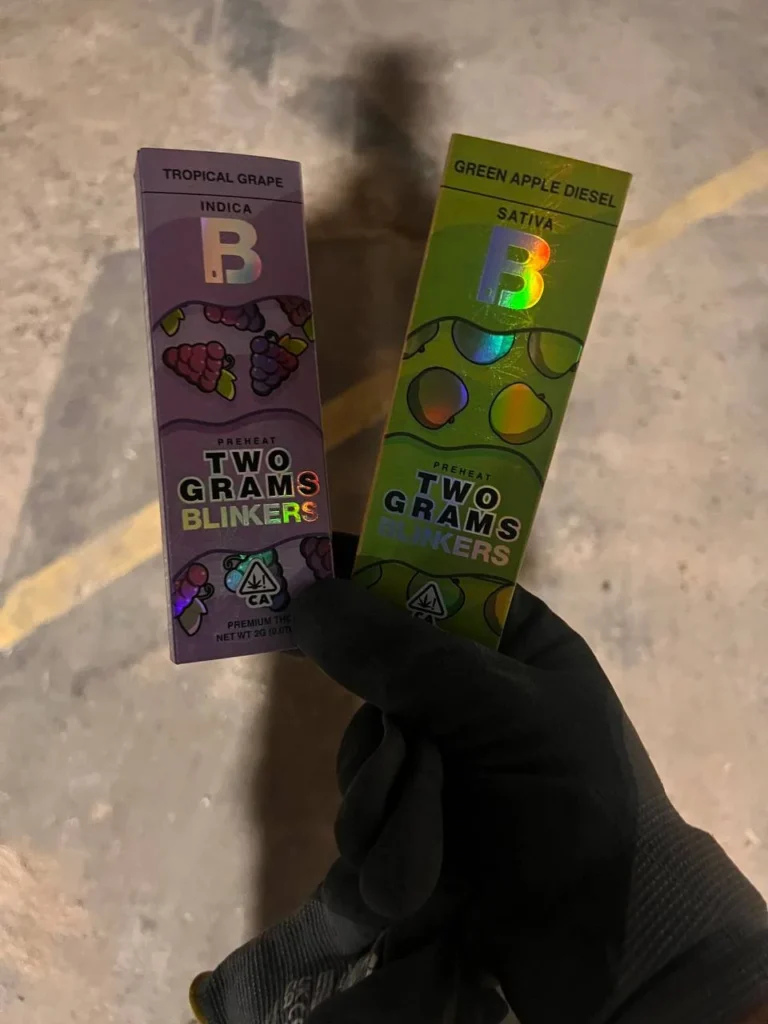 TROPICAL GRAPE
INDICA
B
PREHEAT
TWO
GRAMS
BLINKERS
CA
PREMIUM THC
NET WT 2G
GREEN APPLE DIESEL
SATIVA
B
PREHEAT
TWO
GRAMS
BLINKERS
CA